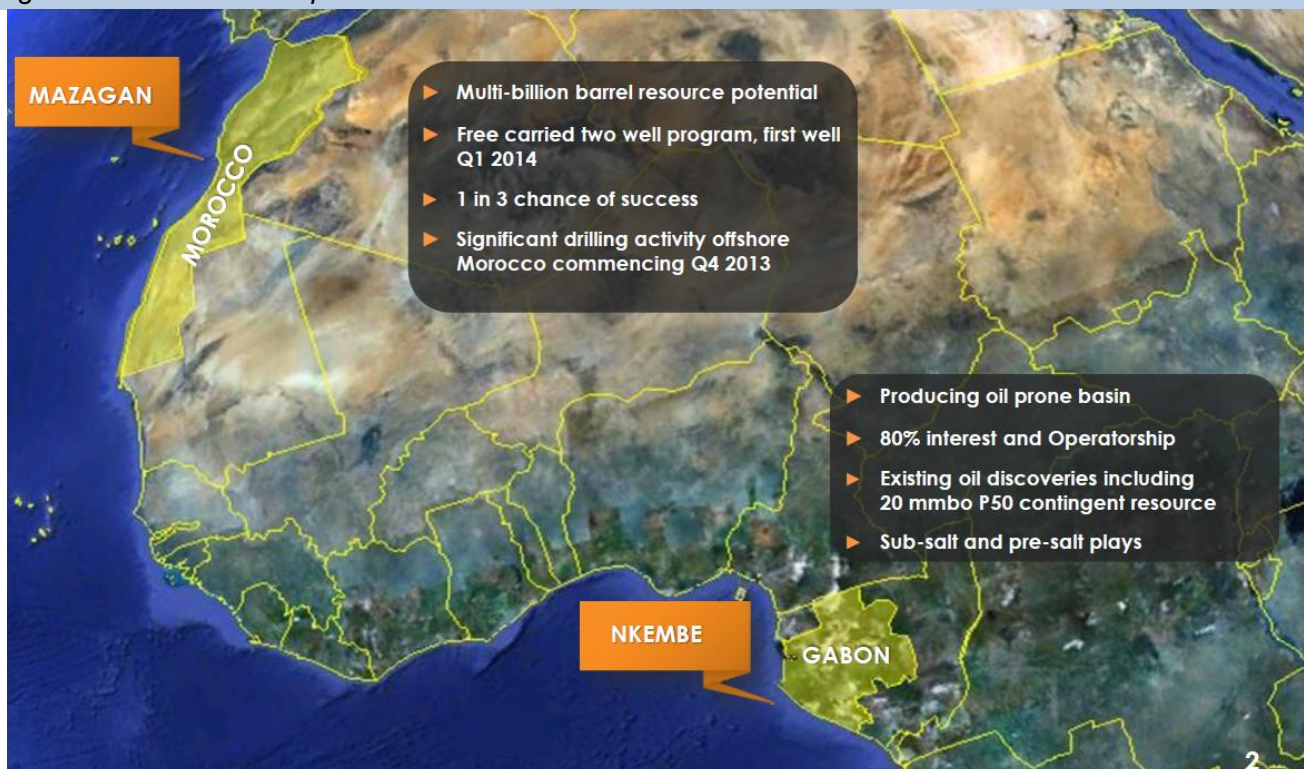 MAZAGAN
MOROCCO
► Multi-billion barrel resource potential
► Free carried two well program, first well
Q1 2014
► 1 in 3 chance of success
► Significant drilling activity offshore
Morocco commencing Q4 2013
► Producing oil prone basin
► 80% interest and Operatorship
► Existing oil discoveries including
20 mmbo P50 contingent resource
► Sub-salt and pre-salt plays
NKEMBE
GABON
2